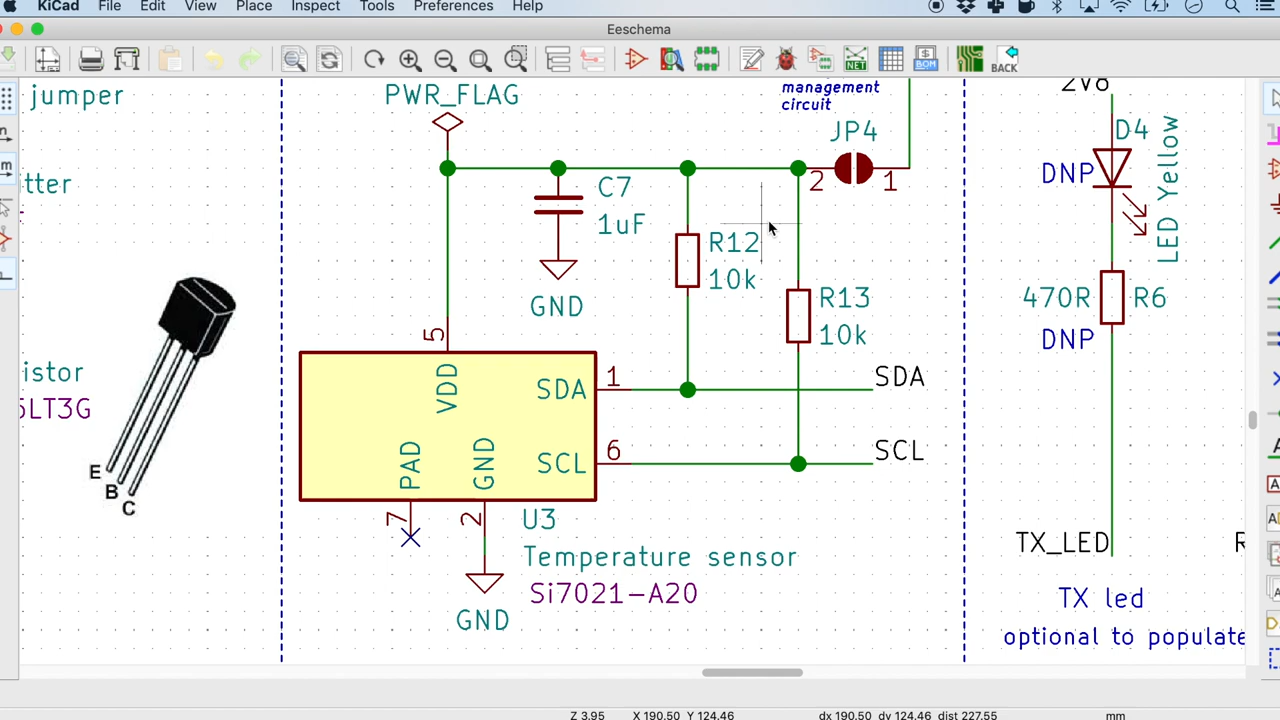 KiCad File Edit View Place Inspect Tools Preferences Help
Eeschema
NET
BOM
BACK
jumper
tter
istor
5LT3G
E
B
C
PWR_FLAG
management
circuit
JP4
2
1
C7
1uF
GND
R12
10k
R13
10k
5
VDD
SDA
1
SDA
SCL
6
SCL
PAD
GND
7
2
U3
Temperature sensor
Si7021-A20
GND
2V8
D4
DNP
LED Yellow
470R
R6
DNP
TX_LED
TX led
optional to populate
R
Z 3.95
X 190.50 Y 124.46
dx 190.50 dy 124.46 dist 227.55
mm